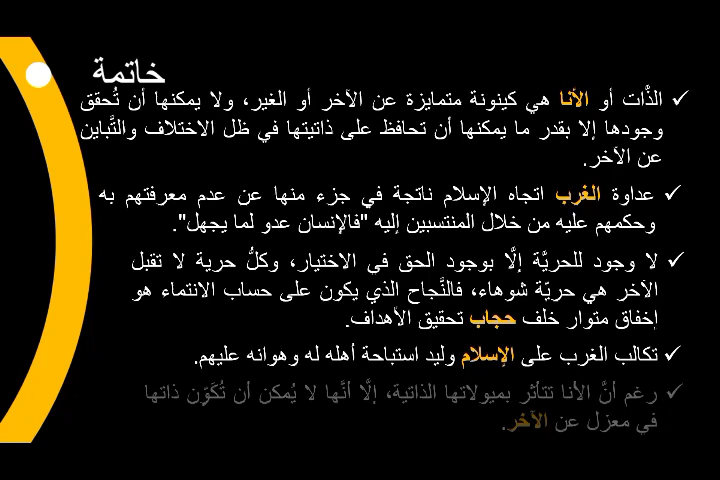 خاتمة
✓ الذَّات أو الأنا هي كينونة متمايزة عن الآخر أو الغير، ولا يمكنها أن تُحقق
وجودها إلا بقدر ما يمكنها أن تحافظ على ذاتيتها في ظل الاختلاف والتَّباين
عن الآخر.
✓ عداوة الغرب اتجاه الإسلام ناتجة في جزء منها عن عدم معرفتهم به
وحكمهم عليه من خلال المنتسبين إليه "فالإنسان عدو لما يجهل".
✓ لا وجود للحريَّة إلَّا بوجود الحق في الاختيار، وكلُّ حرية لا تقبل
الآخر هي حريّة شوهاء، فالنَّجاح الذي يكون على حساب الانتماء هو
إخفاق متوار خلف حجاب تحقيق الأهداف.
✓ تكالب الغرب على الإسلام وليد استباحة أهله له وهوانه عليهم.
✓ رغم أنَّ الأنا تتأثر بميولاتها الذاتية، إلَّا أنَّها لا يُمكن أن تُكَوِّن ذاتها
في معزل عن الآخر.